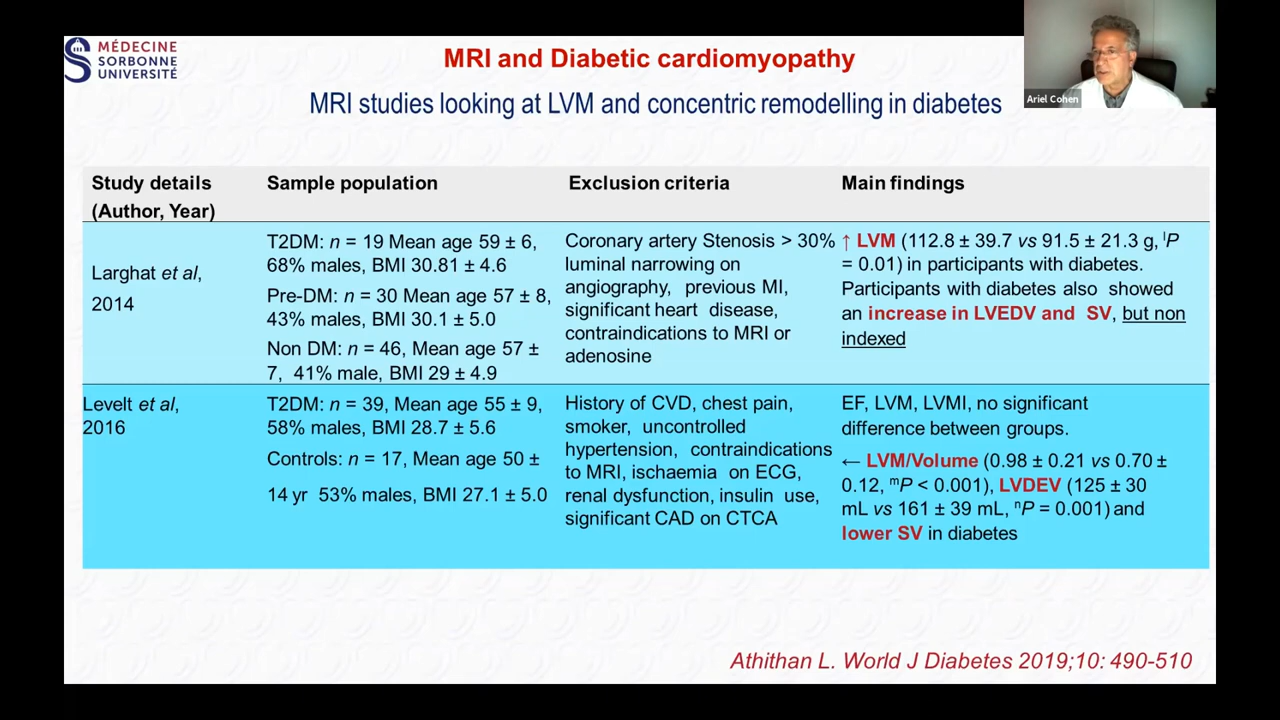 MÉDECINE
SORBONNE
UNIVERSITÉ
MRI and Diabetic cardiomyopathy
MRI studies looking at LVM and concentric remodelling in diabetes
Ariel Cohen
Study details
(Author, Year)
Sample population
Exclusion criteria
Main findings
Larghat et al,
2014
T2DM: n = 19 Mean age 59 ± 6,
68% males, BMI 30.81 ± 4.6
Pre-DM: n = 30 Mean age 57 ± 8,
43% males, BMI 30.1 ± 5.0
Non DM: n = 46, Mean age 57 ±
7, 41% male, BMI 29 ± 4.9
Coronary artery Stenosis > 30%
luminal narrowing on
angiography, previous MI,
significant heart disease,
contraindications to MRI or
adenosine
↑ LVM (112.8 ± 39.7 vs 91.5 ± 21.3 g, lP
= 0.01) in participants with diabetes.
Participants with diabetes also showed
an increase in LVEDV and SV, but non
indexed
Levelt et al,
2016
T2DM: n = 39, Mean age 55 ± 9,
58% males, BMI 28.7 ± 5.6
Controls: n = 17, Mean age 50 ±
14 yr 53% males, BMI 27.1 ± 5.0
History of CVD, chest pain,
smoker, uncontrolled
hypertension, contraindications
to MRI, ischaemia on ECG,
renal dysfunction, insulin use,
significant CAD on CTCA
EF, LVM, LVMI, no significant
difference between groups.
← LVM/Volume (0.98 ± 0.21 vs 0.70 ±
0.12, mP < 0.001), LVDEV (125 ± 30
mL vs 161 ± 39 mL, nP = 0.001) and
lower SV in diabetes
Athithan L. World J Diabetes 2019;10: 490-510